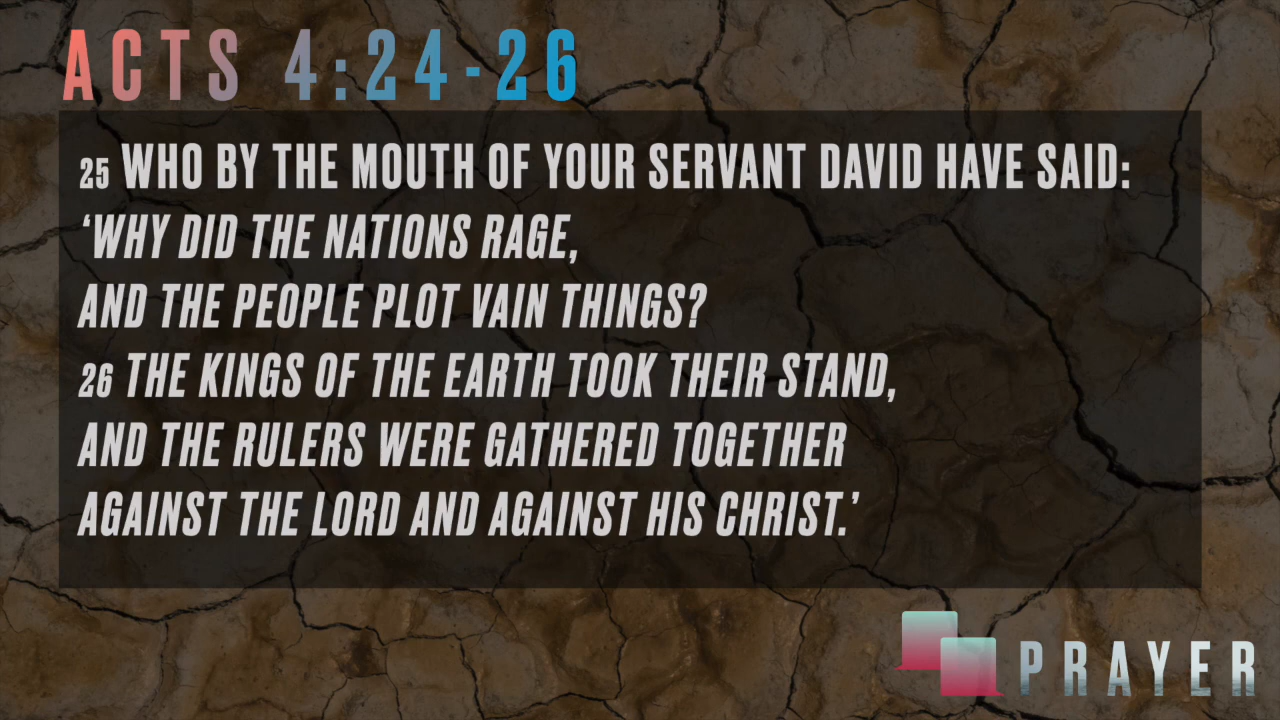 ACTS 4:24-26
25 WHO BY THE MOUTH OF YOUR SERVANT DAVID HAVE SAID:
‘WHY DID THE NATIONS RAGE,
AND THE PEOPLE PLOT VAIN THINGS?
26 THE KINGS OF THE EARTH TOOK THEIR STAND,
AND THE RULERS WERE GATHERED TOGETHER
AGAINST THE LORD AND AGAINST HIS CHRIST.’
PRAYER